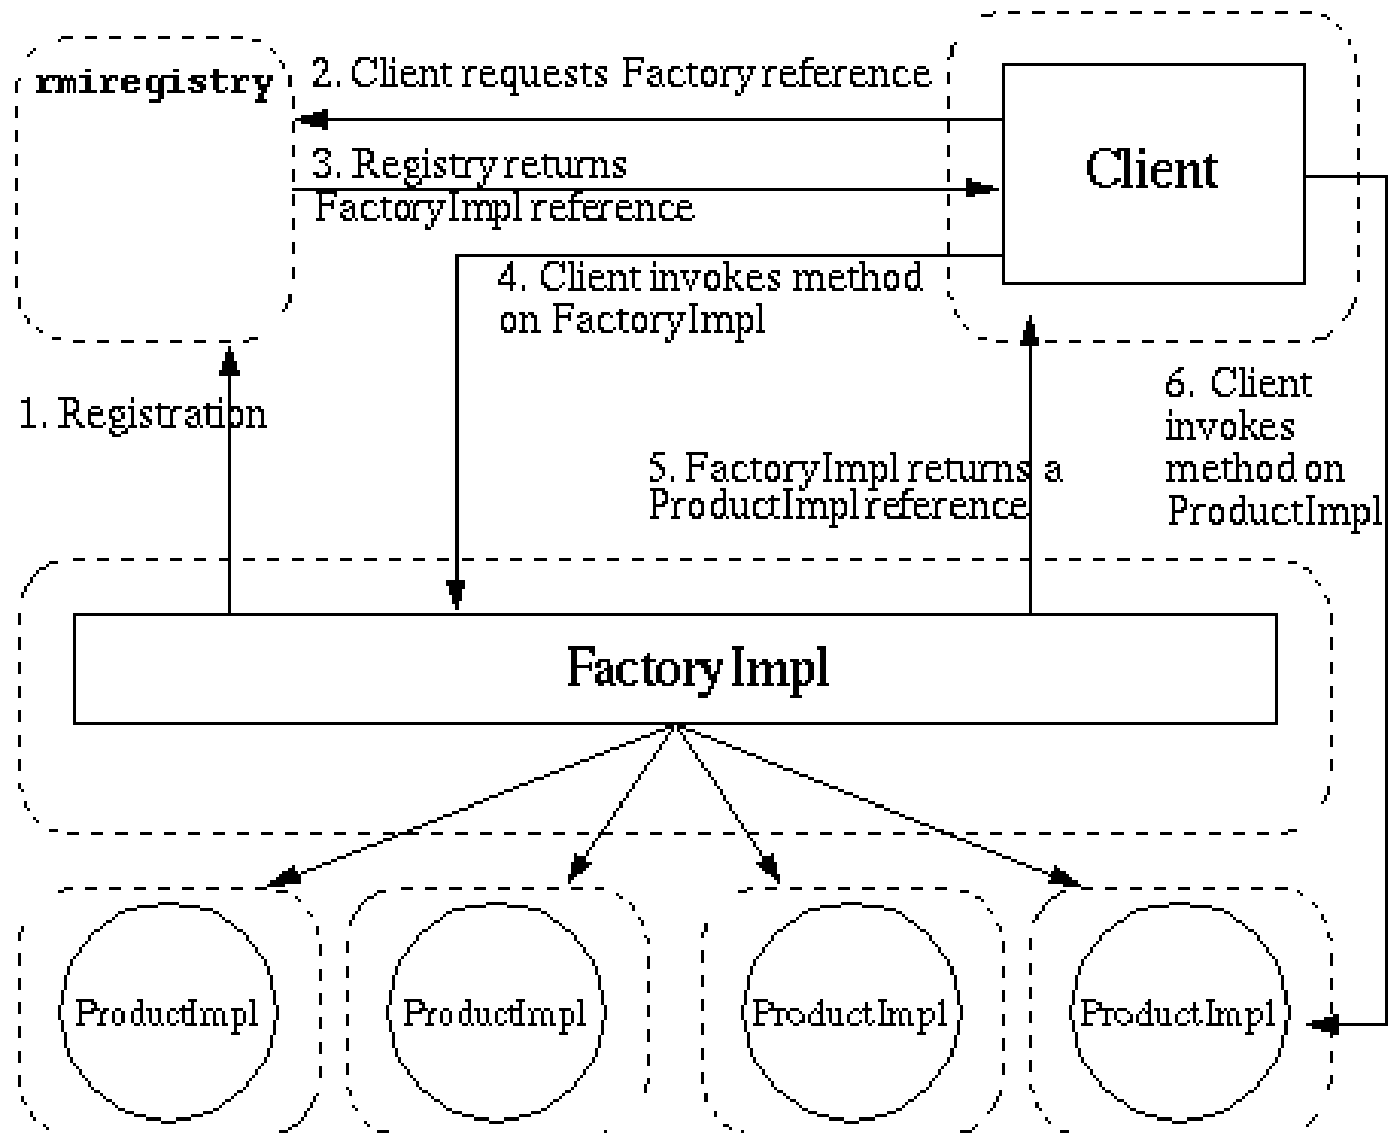 rmiregistry
2. Client requests Factory reference
3. Registry returns
FactoryImpl reference
Client
4. Client invokes method
on FactoryImpl
1. Registration
5. FactoryImpl returns a
ProductImpl reference
6. Client
invokes
method on
ProductImpl
FactoryImpl
ProductImpl
ProductImpl
ProductImpl
ProductImpl